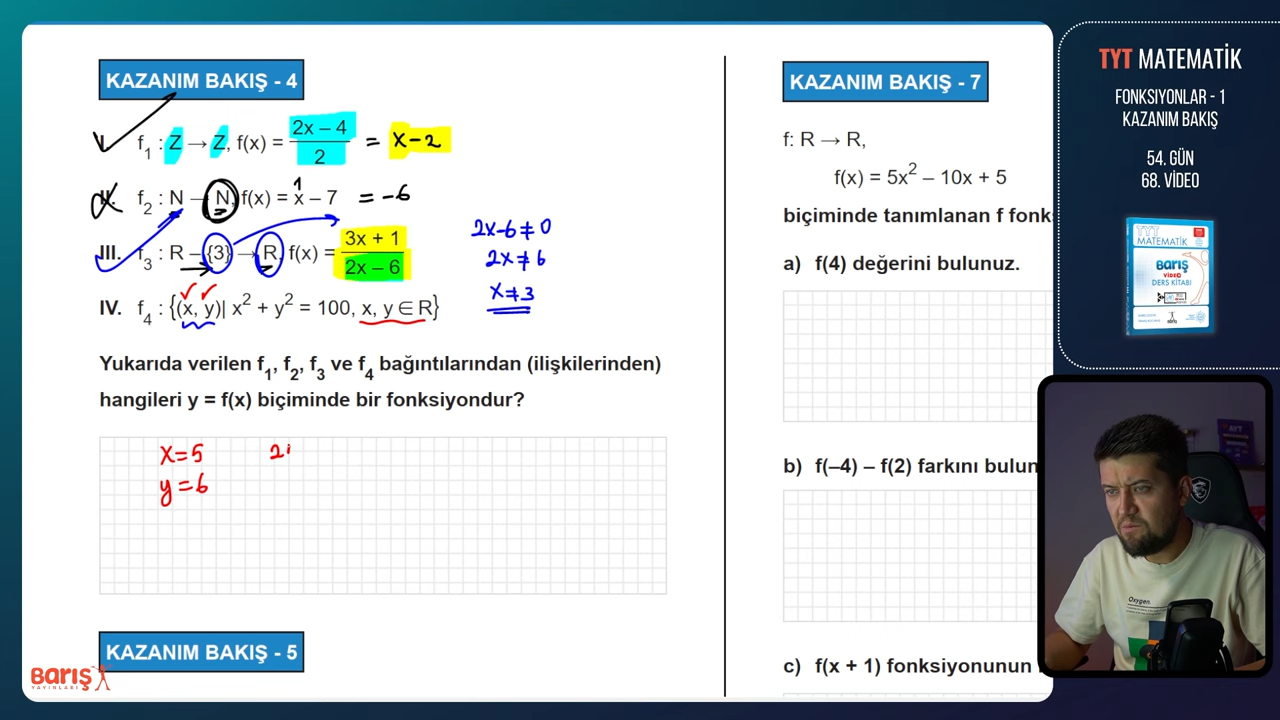 KAZANIM BAKIŞ - 4
I. f1 : Z → Z, f(x) = 2x – 4 / 2 = x – 2
f2 : N → N, f(x) = x – 7 = -6
1
III. f3 : R – {3} → R, f(x) = 3x + 1 / 2x – 6
2x-6≠0
2x≠6
x≠3
IV. f4 : {(x, y)| x² + y² = 100, x, y ∈ R}
Yukarıda verilen f1, f2, f3 ve f4 bağıntılarından (ilişkilerinden)
hangileri y = f(x) biçiminde bir fonksiyondur?
x=5
y=6
2
KAZANIM BAKIŞ - 5
BARIŞ
YAYINLARI
KAZANIM BAKIŞ - 7
f: R → R,
f(x) = 5x² – 10x + 5
biçiminde tanımlanan f fonks
a) f(4) değerini bulunuz.
b) f(–4) – f(2) farkını bulun
c) f(x + 1) fonksiyonunun
TYT MATEMATİK
FONKSIYONLAR - 1
KAZANIM BAKIŞ
54. GÜN
68. VİDEO
TYT
MATEMATİK
BARIŞ
VİDEO
DERS KİTABI
Oxygen.